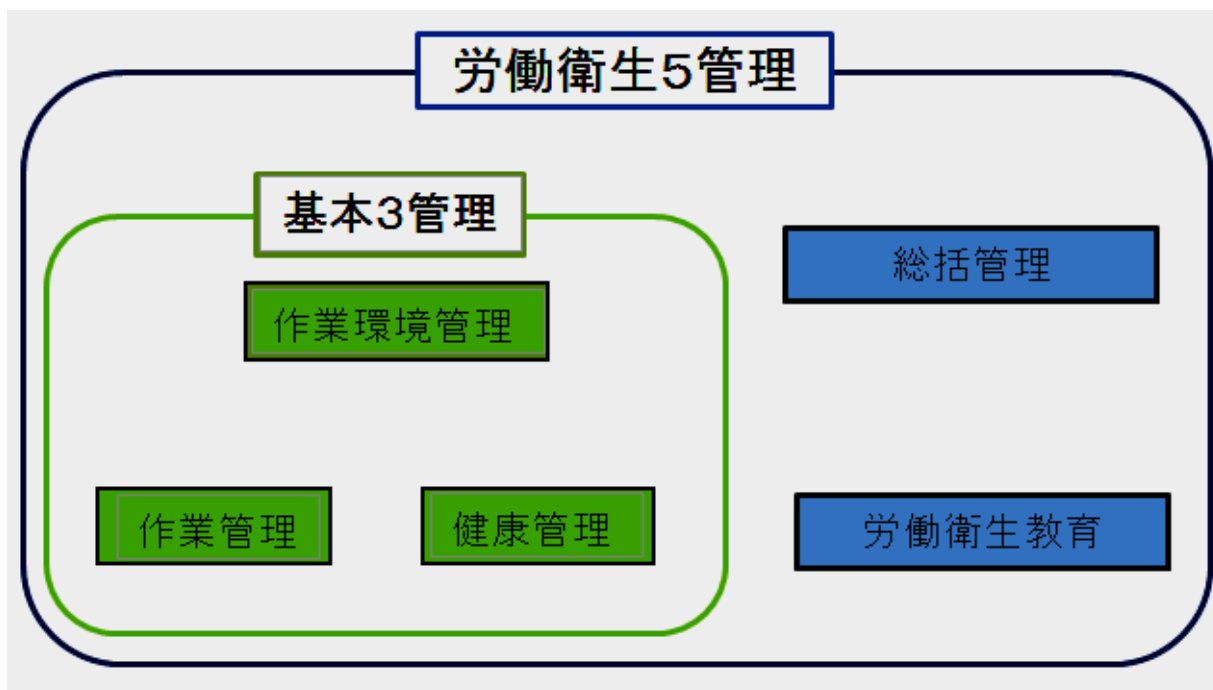 労働衛生5管理
基本3管理
作業環境管理
作業管理
健康管理
総括管理
労働衛生教育